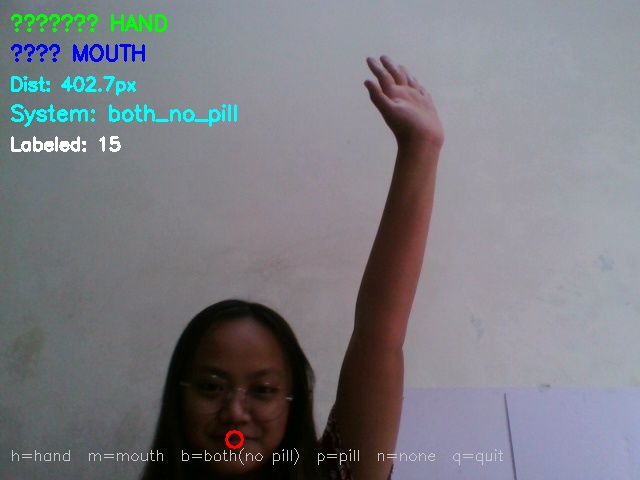 ??????? HAND
???? MOUTH
Dist: 402.7px
System: both_no_pill
Labeled: 15
h=hand m=mouth b=both(no pill) p=pill n=none q=quit